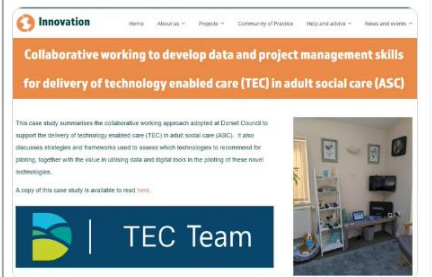 Innovation
Home About us Projects Community of Practice Help and advice News and events
Collaborative working to develop data and project management skills
for delivery of technology enabled care (TEC) in adult social care (ASC)
This case study summarises the collaborative working approach adopted at Dorset Council to
support the delivery of technology enabled care (TEC) in adult social care (ASC). It also
discusses strategies and frameworks used to assess which technologies to recommend for
piloting, together with the value in utilising data and digital tools in the piloting of these novel
technologies.
A copy of this case study is available to read here.
TEC Team